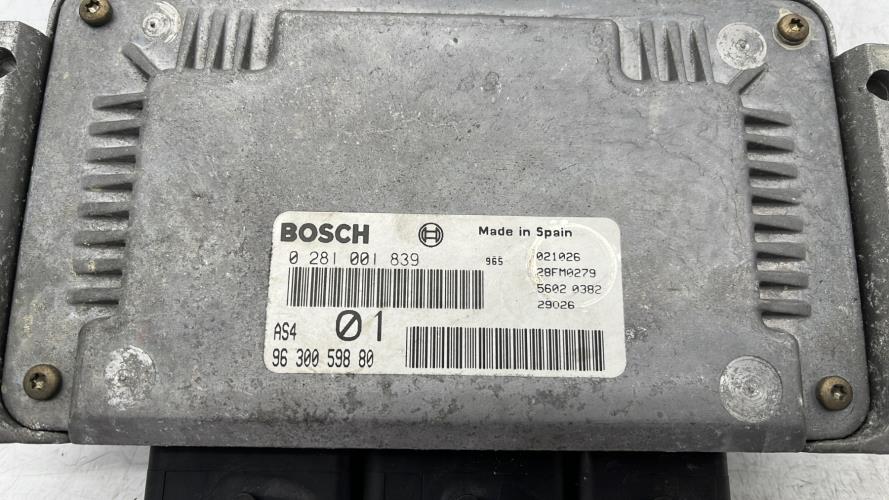 BOSCH Made in Spain
0 281 001 839 965 021026
28FM0279
5602 0382
29026
AS4 01
96 300 598 80